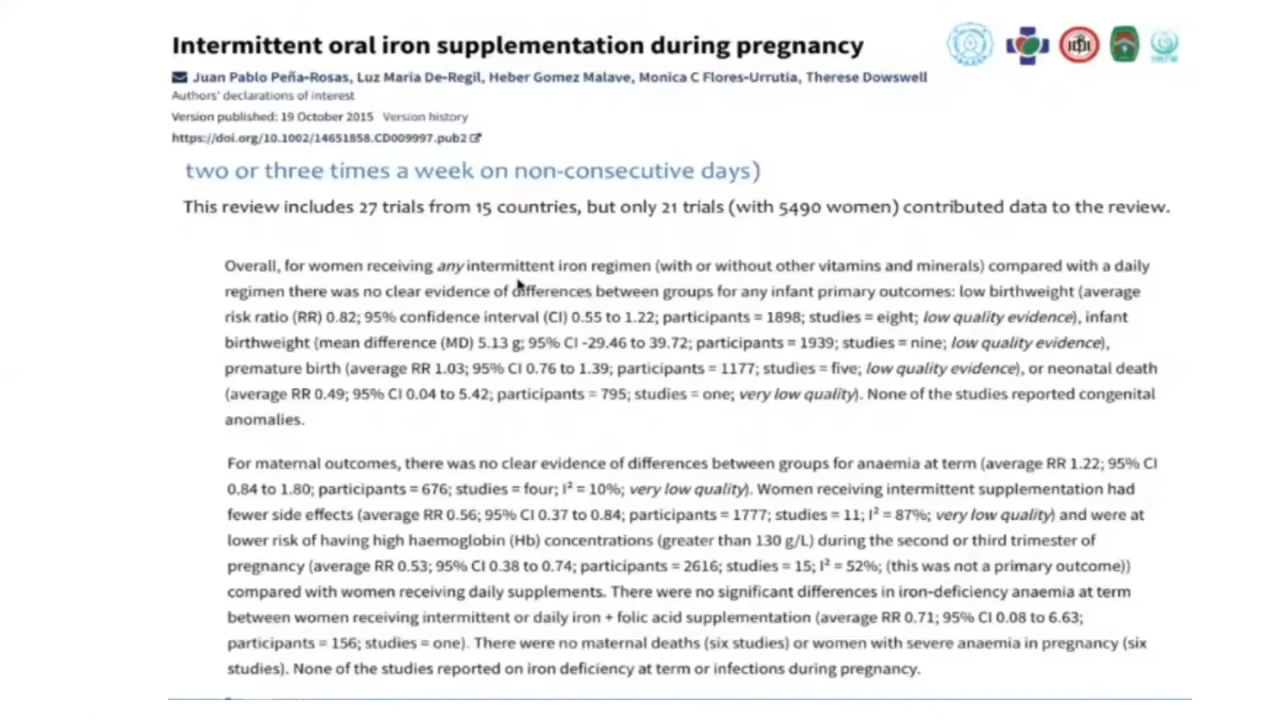 Intermittent oral iron supplementation during pregnancy
Juan Pablo Peña-Rosas, Luz Maria De-Regil, Heber Gomez Malave, Monica C Flores-Urrutia, Therese Dowswell
Authors' declarations of interest
Version published: 19 October 2015 Version history
https://doi.org/10.1002/14651858.CD009997.pub2
two or three times a week on non-consecutive days)
This review includes 27 trials from 15 countries, but only 21 trials (with 5490 women) contributed data to the review.
Overall, for women receiving any intermittent iron regimen (with or without other vitamins and minerals) compared with a daily
regimen there was no clear evidence of differences between groups for any infant primary outcomes: low birthweight (average
risk ratio (RR) 0.82; 95% confidence interval (CI) 0.55 to 1.22; participants = 1898; studies = eight; low quality evidence), infant
birthweight (mean difference (MD) 5.13 g; 95% CI -29.46 to 39.72; participants = 1939; studies = nine; low quality evidence),
premature birth (average RR 1.03; 95% CI 0.76 to 1.39; participants = 1177; studies = five; low quality evidence), or neonatal death
(average RR 0.49; 95% CI 0.04 to 5.42; participants = 795; studies = one; very low quality). None of the studies reported congenital
anomalies.
For maternal outcomes, there was no clear evidence of differences between groups for anaemia at term (average RR 1.22; 95% CI
0.84 to 1.80; participants = 676; studies = four; I² = 10%; very low quality). Women receiving intermittent supplementation had
fewer side effects (average RR 0.56; 95% CI 0.37 to 0.84; participants = 1777; studies = 11; I² = 87%; very low quality) and were at
lower risk of having high haemoglobin (Hb) concentrations (greater than 130 g/L) during the second or third trimester of
pregnancy (average RR 0.53; 95% CI 0.38 to 0.74; participants = 2616; studies = 15; I² = 52%; (this was not a primary outcome))
compared with women receiving daily supplements. There were no significant differences in iron-deficiency anaemia at term
between women receiving intermittent or daily iron + folic acid supplementation (average RR 0.71; 95% CI 0.08 to 6.63;
participants = 156; studies = one). There were no maternal deaths (six studies) or women with severe anaemia in pregnancy (six
studies). None of the studies reported on iron deficiency at term or infections during pregnancy.